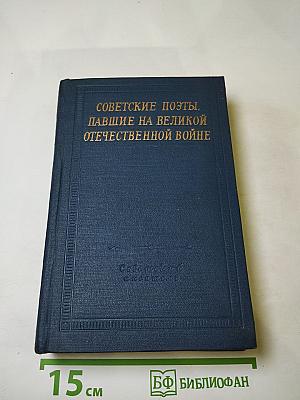 СОВЕТСКИЕ ПОЭТЫ,
ПАВШИЕ НА ВЕЛИКОЙ
ОТЕЧЕСТВЕННОЙ ВОЙНЕ
15 см
БФ БИБЛИОФАН